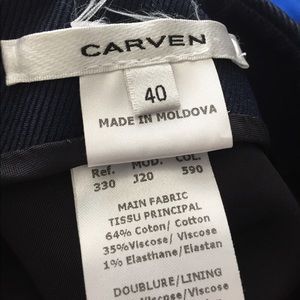 CARVEN
40
MADE IN MOLDOVA
Ref. MOD. COL.
330 J20 590
MAIN FABRIC
TISSU PRINCIPAL
64% Coton/ Cotton
35%Viscose/ Viscose
1% Elasthane/Elastan
DOUBLURE/LINING